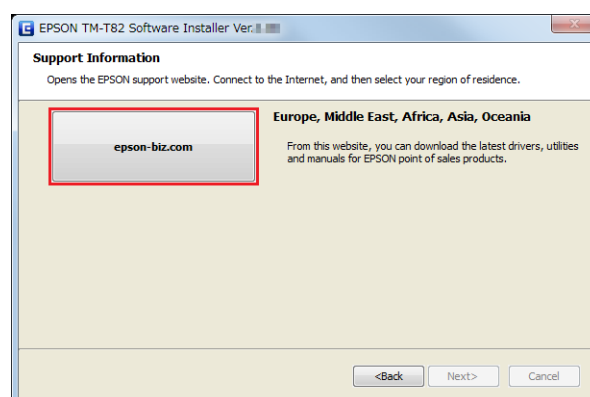 EPSON TM-T82 Software Installer Ver.
Support Information
Opens the EPSON support website. Connect to the Internet, and then select your region of residence.
epson-biz.com
Europe, Middle East, Africa, Asia, Oceania
From this website, you can download the latest drivers, utilities
and manuals for EPSON point of sales products.
<Back
Next>
Cancel